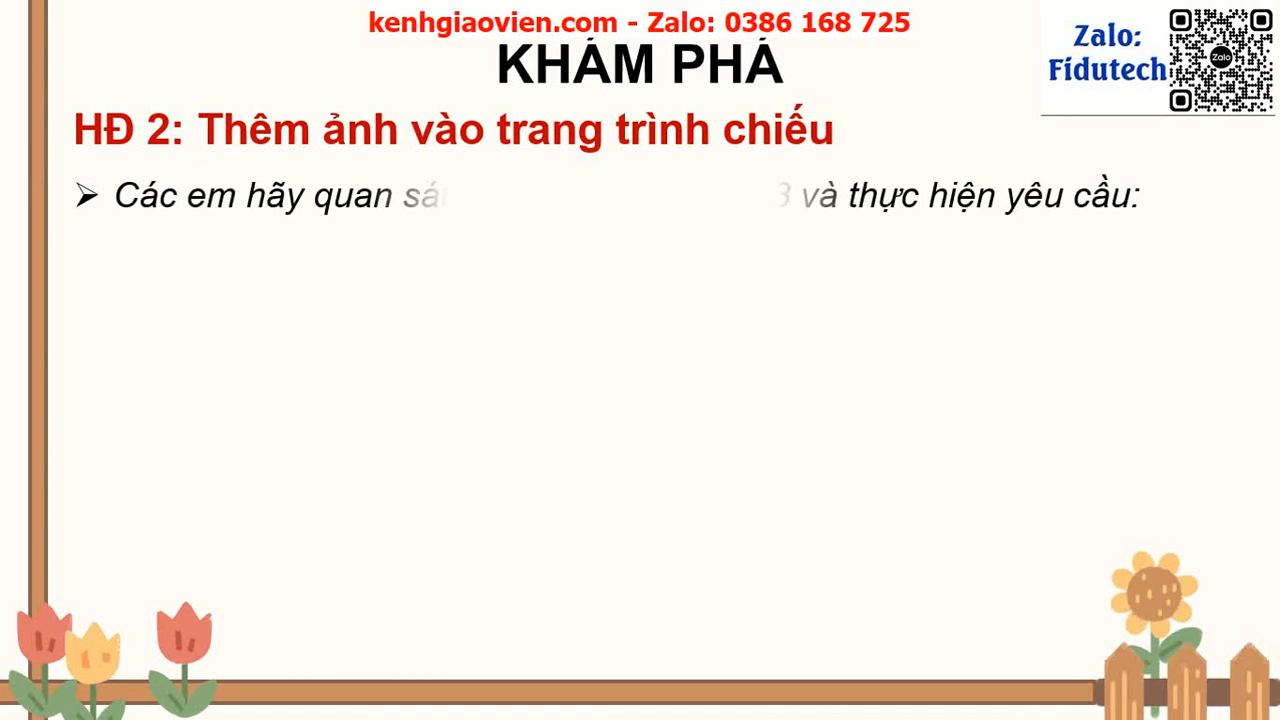 kenhgiaovien.com - Zalo: 0386 168 725
Zalo:
Fidutech
Zalo
KHÁM PHÁ
HĐ 2: Thêm ảnh vào trang trình chiếu
Các em hãy quan và thực hiện yêu cầu: